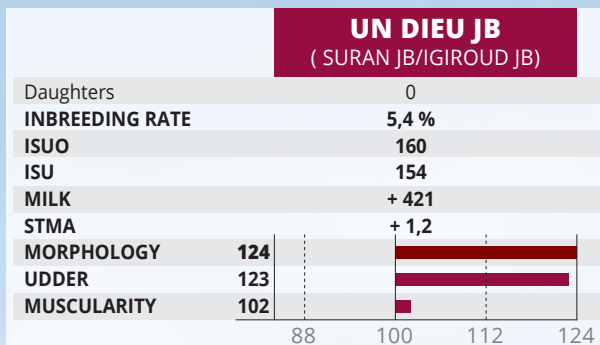 UN DIEU JB
( SURAN JB/IGIROUD JB)
Daughters 0
INBREEDING RATE 5,4 %
ISUO 160
ISU 154
MILK + 421
STMA + 1,2
MORPHOLOGY 124
UDDER 123
MUSCULARITY 102
88 100 112 124